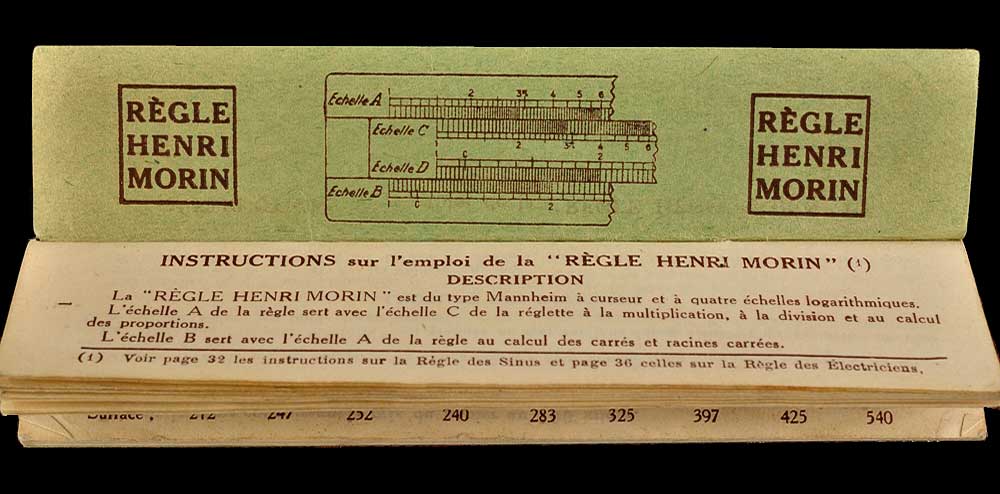 RÈGLE
HENRI
MORIN
Echelle A
2 3 4 5 6
Echelle C
2 3 4 5 6
C 2
Echelle D
Echelle B
C 2
RÈGLE
HENRI
MORIN
INSTRUCTIONS sur l'emploi de la "RÈGLE HENRI MORIN" (1)
DESCRIPTION
La "RÈGLE HENRI MORIN" est du type Mannheim à curseur et à quatre échelles logarithmiques.
L'échelle A de la règle sert avec l'échelle C de la réglette à la multiplication, à la division et au calcul
des proportions.
L'échelle B sert avec l'échelle A de la règle au calcul des carrés et racines carrées.
(1) Voir page 32 les instructions sur la Règle des Sinus et page 36 celles sur la Règle des Électriciens.
Surface : 212 247 252 240 283 325 397 425 540